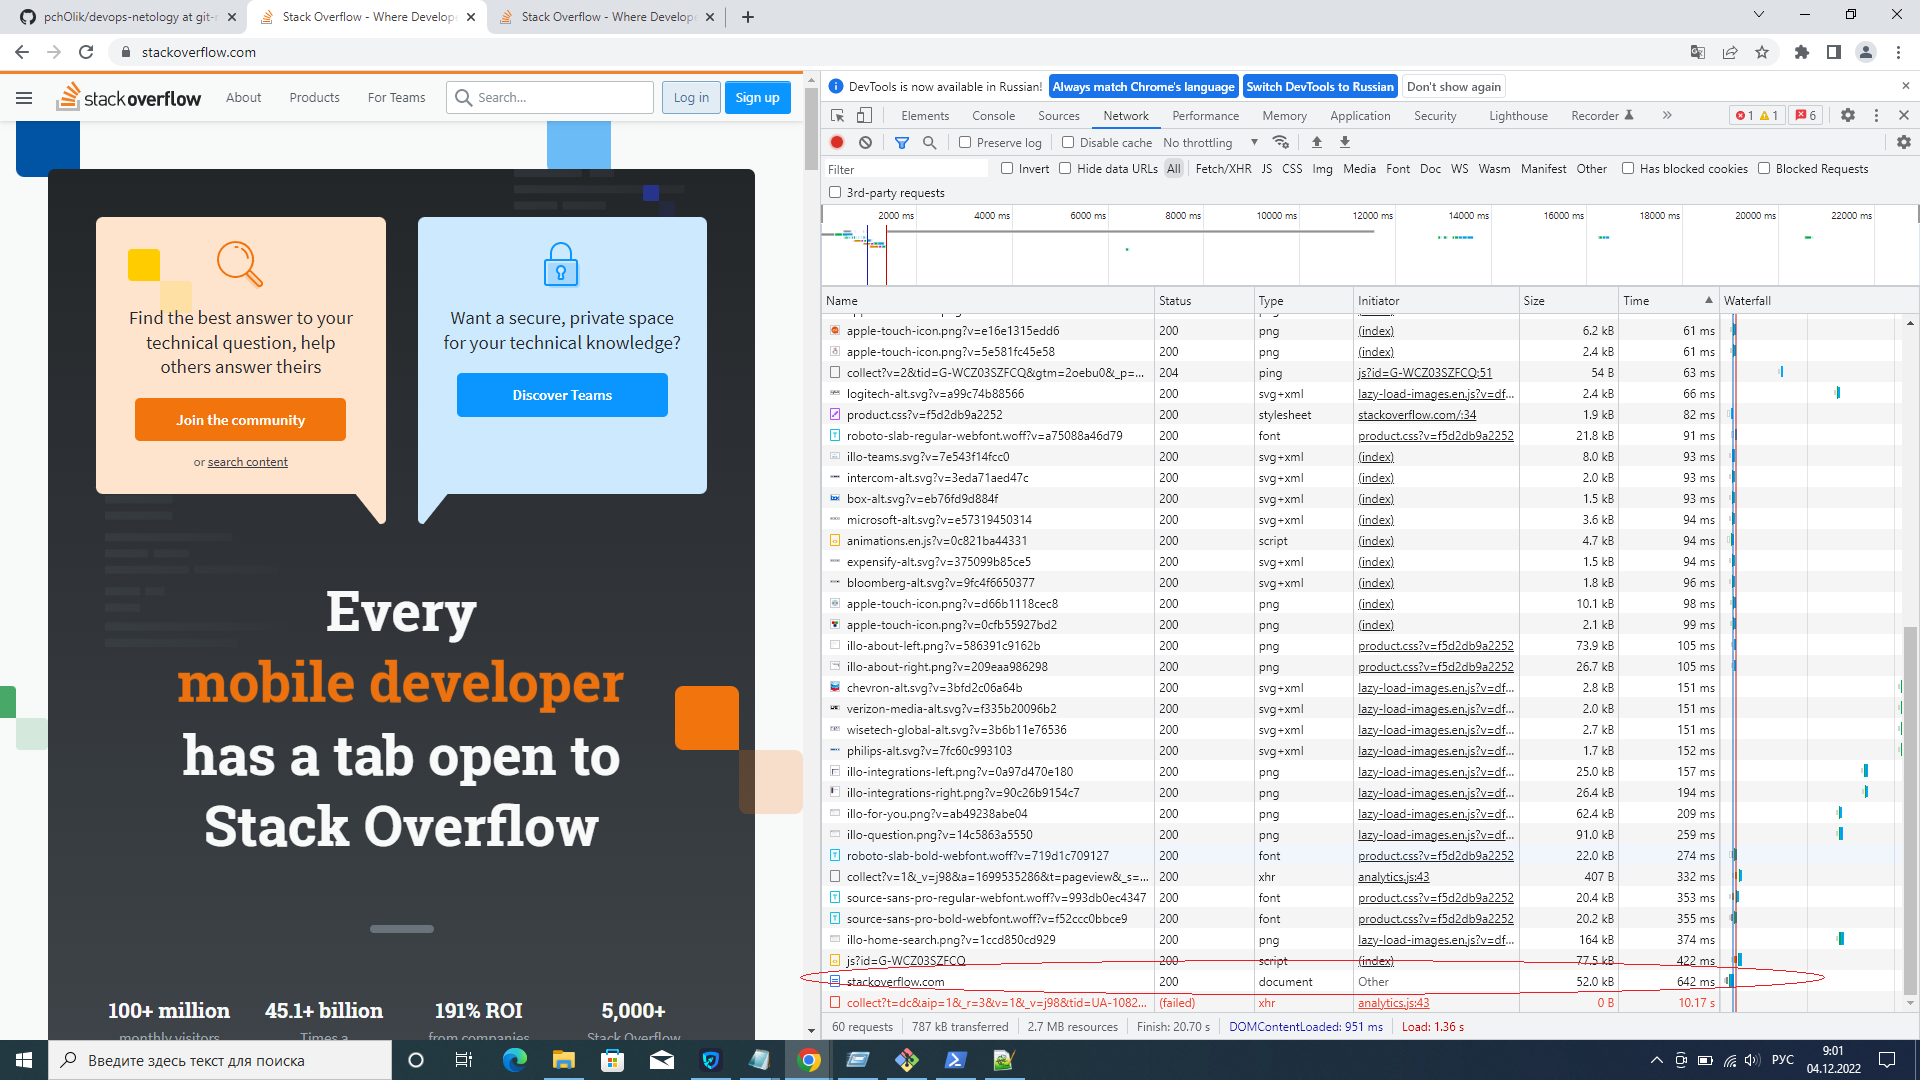 pchOlik/devops-netology at git-r
Stack Overflow - Where Develope
Stack Overflow - Where Develope
stackoverflow.com
stackoverflow
About
Products
For Teams
Search...
Log in
Sign up
Find the best answer to your
technical question, help
others answer theirs
Join the community
or search content
Want a secure, private space
for your technical knowledge?
Discover Teams
Every
mobile developer
has a tab open to
Stack Overflow
100+ million
monthly visitors
45.1+ billion
Times a
191% ROI
from companies
5,000+
Stack Overflow
DevTools is now available in Russian!
Always match Chrome's language
Switch DevTools to Russian
Don't show again
Elements
Console
Sources
Network
Performance
Memory
Application
Security
Lighthouse
Recorder
1
1
6
Preserve log
Disable cache
No throttling
Filter
Invert
Hide data URLs
All
Fetch/XHR
JS
CSS
Img
Media
Font
Doc
WS
Wasm
Manifest
Other
Has blocked cookies
Blocked Requests
3rd-party requests
2000 ms 4000 ms 6000 ms 8000 ms 10000 ms 12000 ms 14000 ms 16000 ms 18000 ms 20000 ms 22000 ms
Name Status Type Initiator Size Time Waterfall
apple-touch-icon.png?v=e16e1315edd6 200 png (index) 6.2 kB 61 ms
apple-touch-icon.png?v=5e581fc45e58 200 png (index) 2.4 kB 61 ms
collect?v=2&tid=G-WCZ03SZFCQ&gtm=2oebu0&_p=... 204 ping js?id=G-WCZ03SZFCQ:51 54 B 63 ms
logitech-alt.svg?v=a99c74b88566 200 svg+xml lazy-load-images.en.js?v=df... 2.4 kB 66 ms
product.css?v=f5d2db9a2252 200 stylesheet stackoverflow.com/:34 1.9 kB 82 ms
roboto-slab-regular-webfont.woff?v=a75088a46d79 200 font product.css?v=f5d2db9a2252 21.8 kB 91 ms
illo-teams.svg?v=7e543f14fcc0 200 svg+xml (index) 8.0 kB 93 ms
intercom-alt.svg?v=3eda71aed47c 200 svg+xml (index) 2.0 kB 93 ms
box-alt.svg?v=eb76fd9d884f 200 svg+xml (index) 1.5 kB 93 ms
microsoft-alt.svg?v=e57319450314 200 svg+xml (index) 3.6 kB 94 ms
animations.en.js?v=0c821ba44331 200 script (index) 4.7 kB 94 ms
expensify-alt.svg?v=375099b85ce5 200 svg+xml (index) 1.5 kB 94 ms
bloomberg-alt.svg?v=9fc4f6650377 200 svg+xml (index) 1.8 kB 96 ms
apple-touch-icon.png?v=d66b1118cec8 200 png (index) 10.1 kB 98 ms
apple-touch-icon.png?v=0cfb55927bd2 200 png (index) 2.1 kB 99 ms
illo-about-left.png?v=586391c9162b 200 png product.css?v=f5d2db9a2252 73.9 kB 105 ms
illo-about-right.png?v=209eaa986298 200 png product.css?v=f5d2db9a2252 26.7 kB 105 ms
chevron-alt.svg?v=3bfd2c06a64b 200 svg+xml lazy-load-images.en.js?v=df... 2.8 kB 151 ms
verizon-media-alt.svg?v=f335b20096b2 200 svg+xml lazy-load-images.en.js?v=df... 2.0 kB 151 ms
wisetech-global-alt.svg?v=3b6b11e76536 200 svg+xml lazy-load-images.en.js?v=df... 2.7 kB 151 ms
philips-alt.svg?v=7fc60c993103 200 svg+xml lazy-load-images.en.js?v=df... 1.7 kB 152 ms
illo-integrations-left.png?v=0a97d470e180 200 png lazy-load-images.en.js?v=df... 25.0 kB 157 ms
illo-integrations-right.png?v=90c26b9154c7 200 png lazy-load-images.en.js?v=df... 26.4 kB 194 ms
illo-for-you.png?v=ab49238abe04 200 png lazy-load-images.en.js?v=df... 62.4 kB 209 ms
illo-question.png?v=14c5863a5550 200 png lazy-load-images.en.js?v=df... 91.0 kB 259 ms
roboto-slab-bold-webfont.woff?v=719d1c709127 200 font product.css?v=f5d2db9a2252 22.0 kB 274 ms
collect?v=1&_v=j98&a=1699535286&t=pageview&_s=... 200 xhr analytics.js:43 407 B 332 ms
source-sans-pro-regular-webfont.woff?v=993db0ec4347 200 font product.css?v=f5d2db9a2252 20.4 kB 353 ms
source-sans-pro-bold-webfont.woff?v=f52ccc0bbce9 200 font product.css?v=f5d2db9a2252 20.2 kB 355 ms
illo-home-search.png?v=1ccd850cd929 200 png lazy-load-images.en.js?v=df... 164 kB 374 ms
js?id=G-WCZ03SZFCQ 200 script (index) 77.5 kB 422 ms
stackoverflow.com 200 document Other 52.0 kB 642 ms
collect?t=dc&aip=1&_r=3&v=1&_v=j98&tid=UA-1082... (failed) xhr analytics.js:43 0 B 10.17 s
60 requests 787 kB transferred 2.7 MB resources Finish: 20.70 s DOMContentLoaded: 951 ms Load: 1.36 s
Введите здесь текст для поиска
РУС
9:01
04.12.2022